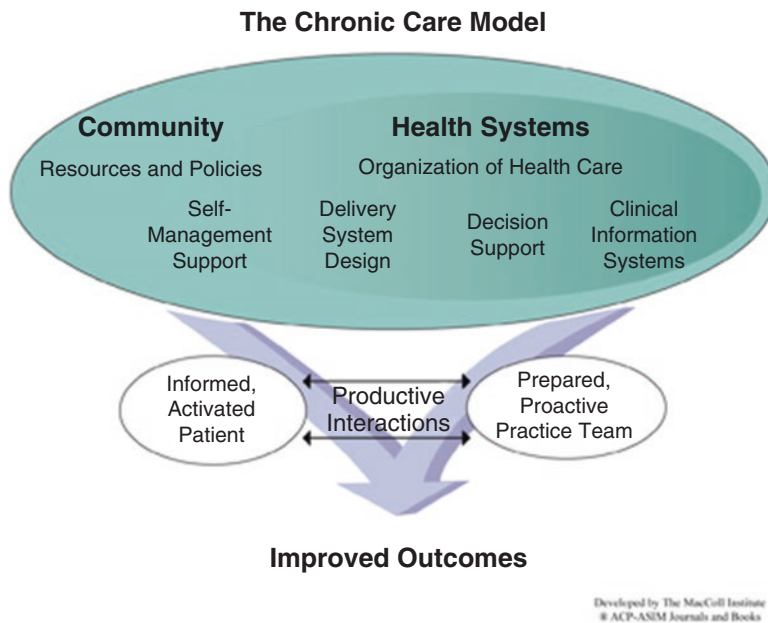 The Chronic Care Model
Community
Health Systems
Resources and Policies
Organization of Health Care
Self-
Management
Support
Delivery
System
Design
Decision
Support
Clinical
Information
Systems
Informed,
Activated
Patient
Productive
Interactions
Prepared,
Proactive
Practice Team
Improved Outcomes
Developed by The MacColl Institute
® ACP-ASIM Journals and Books